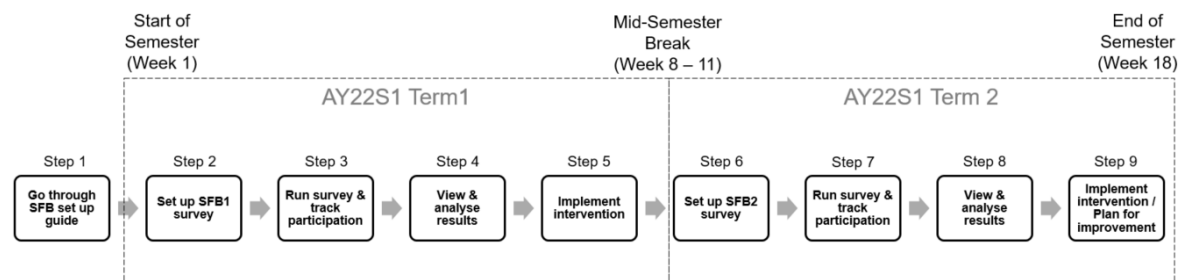 Start of
Semester
(Week 1)
Mid-Semester
Break
(Week 8 – 11)
End of
Semester
(Week 18)
AY22S1 Term1
AY22S1 Term 2
Step 1
Go through
SFB set up
guide
Step 2
Set up SFB1
survey
Step 3
Run survey &
track
participation
Step 4
View &
analyse
results
Step 5
Implement
intervention
Step 6
Set up SFB2
survey
Step 7
Run survey &
track
participation
Step 8
View &
analyse
results
Step 9
Implement
intervention /
Plan for
improvement